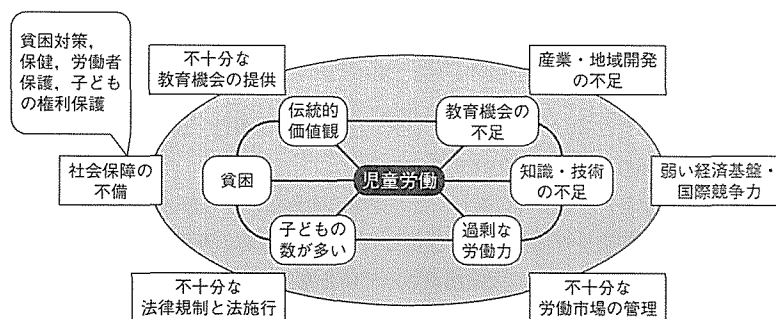 貧困対策,
保健, 労働者
保護, 子ども
の権利保護
不十分な
教育機会の提供
産業・地域開発
の不足
伝統的
価値観
教育機会の
不足
社会保障の
不備
貧困
児童労働
知識・技術
の不足
弱い経済基盤・
国際競争力
子どもの
数が多い
過剰な
労働力
不十分な
法律規制と法施行
不十分な
労働市場の管理